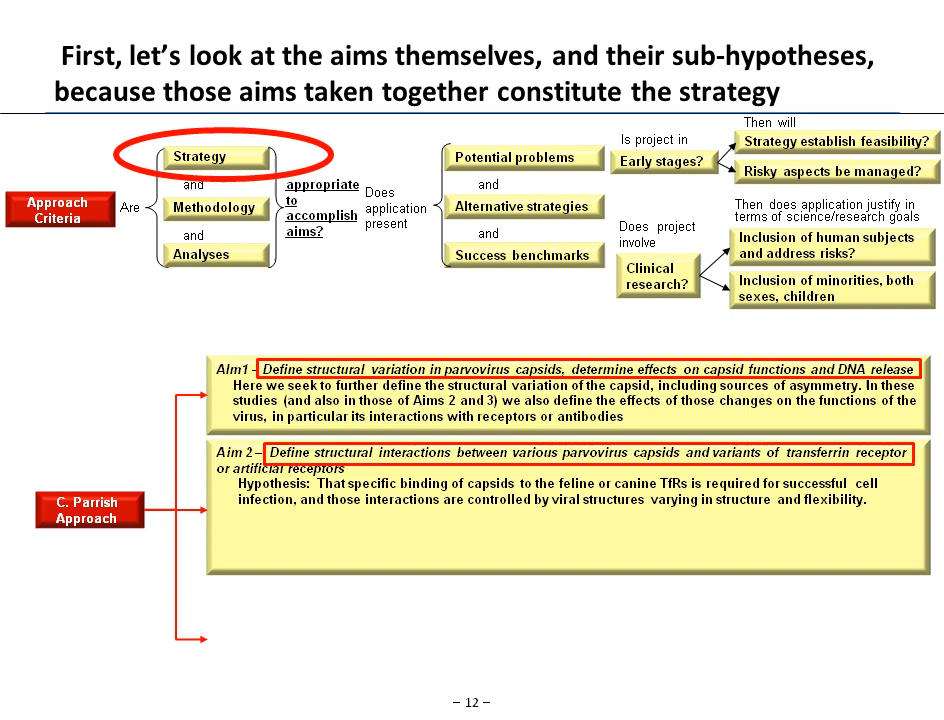 First, let’s look at the aims themselves, and their sub-hypotheses,
because those aims taken together constitute the strategy
Approach
Criteria
Are
Strategy
and
Methodology
and
Analyses
appropriate
to
accomplish
aims?
Does
application
present
Potential problems
and
Alternative strategies
and
Success benchmarks
Is project in
Early stages?
Then will
Strategy establish feasibility?
Risky aspects be managed?
Does project
involve
Clinical
research?
Then does application justify in
terms of science/research goals
Inclusion of human subjects
and address risks?
Inclusion of minorities, both
sexes, children
C. Parrish
Approach
AIm1 – Define structural variation in parvovirus capsids, determine effects on capsid functions and DNA release
Here we seek to further define the structural variation of the capsid, including sources of asymmetry. In these
studies (and also in those of Aims 2 and 3) we also define the effects of those changes on the functions of the
virus, in particular its interactions with receptors or antibodies
Aim 2 – Define structural interactions between various parvovirus capsids and variants of transferrin receptor
or artificial receptors
Hypothesis: That specific binding of capsids to the feline or canine TfRs is required for successful cell
infection, and those interactions are controlled by viral structures varying in structure and flexibility.
– 12 –